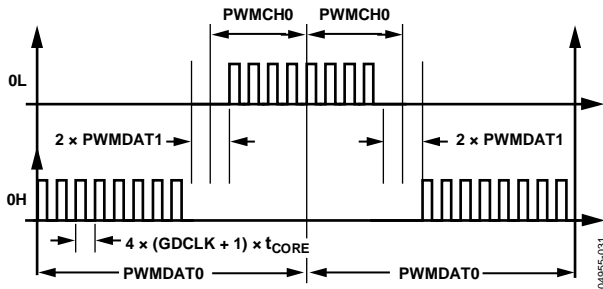 PWMCH0 PWMCH0
0L
2 × PWMDAT1 2 × PWMDAT1
0H
4 × (GDCLK + 1) × tCORE
PWMDAT0 PWMDAT0
04955-031